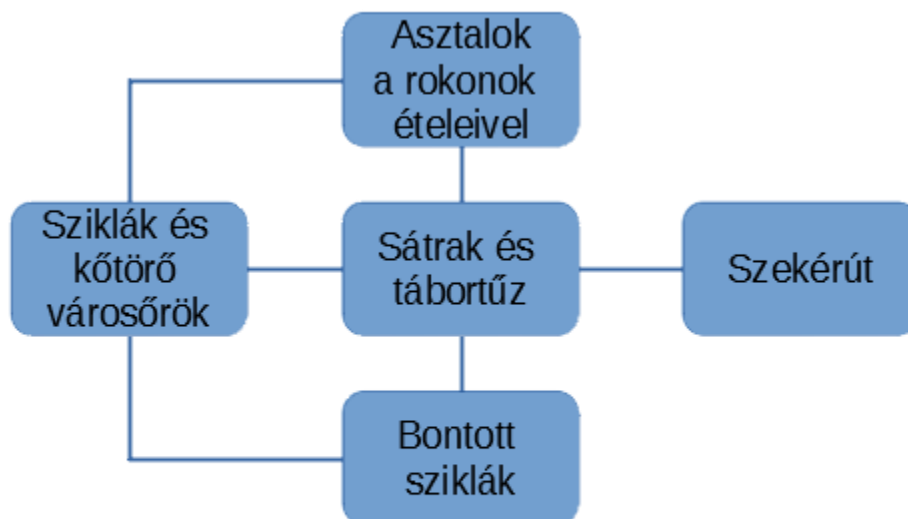 Asztalok
a rokonok
ételeivel
Sziklák és
kőtörő
városőrök
Sátrak és
tábortűz
Szekérút
Bontott
sziklák